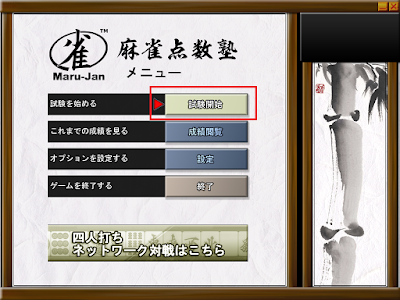 雀
TM
Maru-Jan
麻雀点数塾
メニュー
試験を始める 試験開始
これまでの成績を見る 成績閲覧
オプションを設定する 設定
ゲームを終了する 終了
四人打ち
ネットワーク対戦はこちら